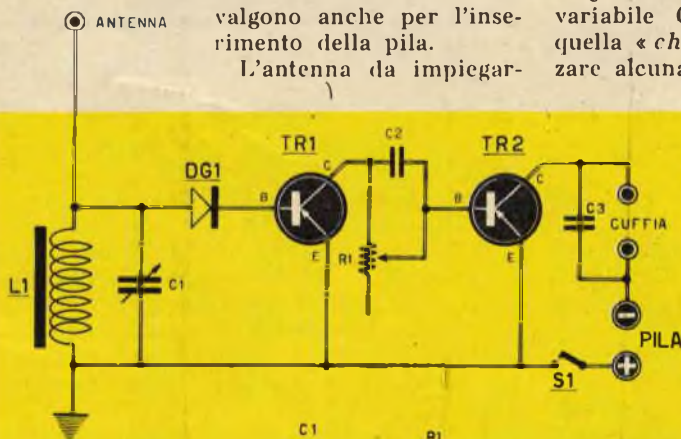 valgono anche per l'inse-
rimento della pila.
L'antenna da impiegar-
variabile
quella « ch
zare alcuna
ANTENNA
TR1
C2
TR2
DG1
C
C
B
B
C3
CUFFIA
L1
C1
R1
E
E
PILA
S1
C1
R1